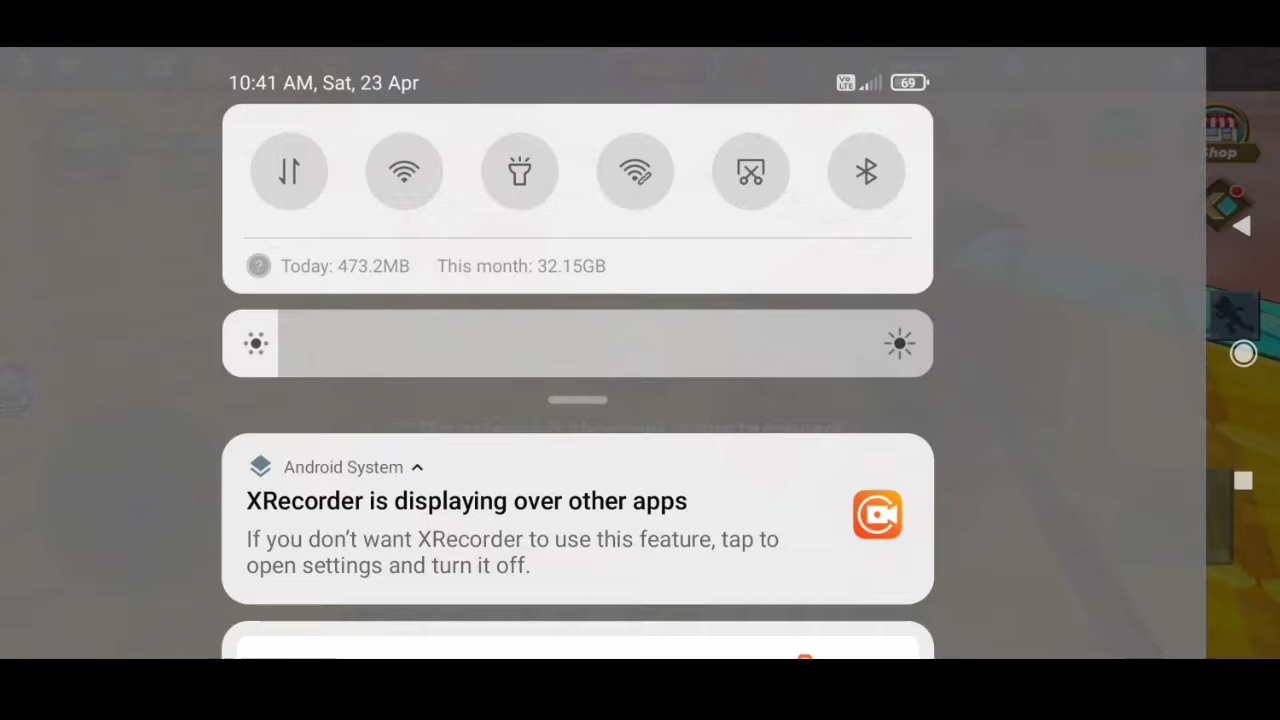 10:41 AM, Sat, 23 Apr
Vo
LTE
69
Shop
Today: 473.2MB This month: 32.15GB
Android System
XRecorder is displaying over other apps
If you don't want XRecorder to use this feature, tap to
open settings and turn it off.